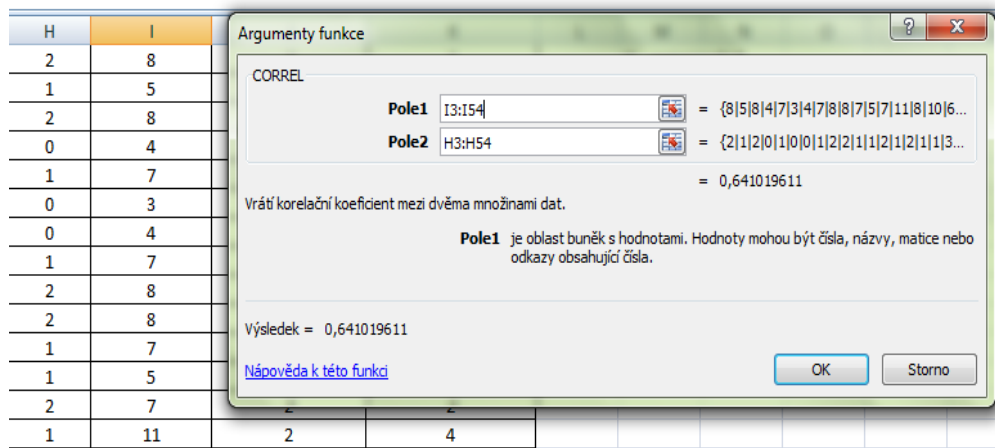 H I
2 8
1 5
2 8
0 4
1 7
0 3
0 4
1 7
2 8
2 8
1 7
1 5
2 7
1 11 2 4
Argumenty funkce
CORREL
Pole1 I3:I54 = {8|5|8|4|7|3|4|7|8|8|7|5|7|11|8|10|6...
Pole2 H3:H54 = {2|1|2|0|1|0|0|1|2|2|1|1|2|1|2|1|1|3...
= 0,641019611
Vrátí korelační koeficient mezi dvěma množinami dat.
Pole1 je oblast buněk s hodnotami. Hodnoty mohou být čísla, názvy, matice nebo
odkazy obsahující čísla.
Výsledek = 0,641019611
Nápověda k této funkci
OK Storno